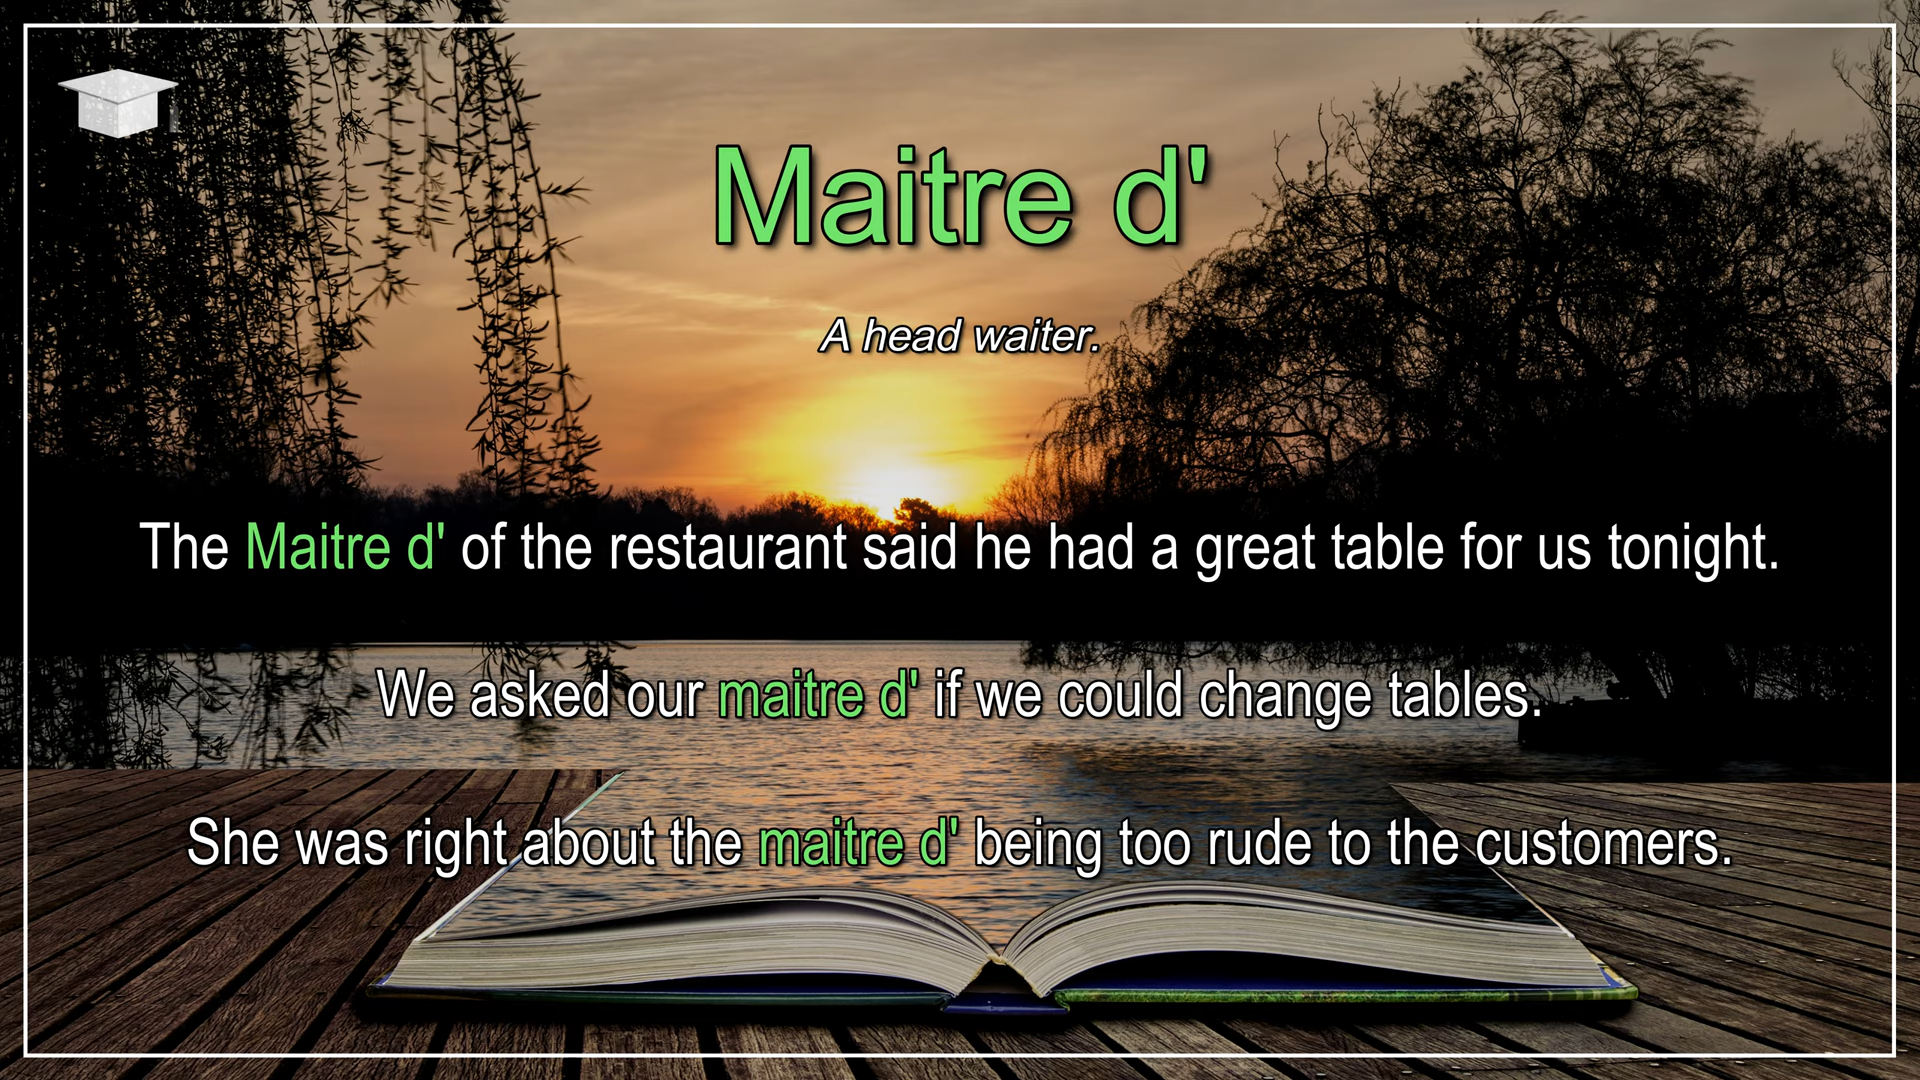 Maitre d'
A head waiter.
The Maitre d' of the restaurant said he had a great table for us tonight.
We asked our maitre d' if we could change tables.
She was right about the maitre d' being too rude to the customers.